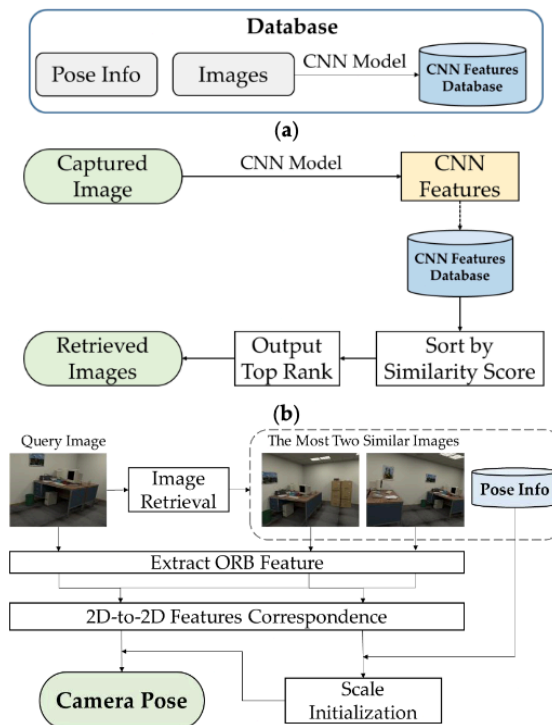 Database
Pose Info
Images
CNN Model
CNN Features
Database
(a)
Captured
Image
CNN Model
CNN
Features
CNN Features
Database
Retrieved
Images
Output
Top Rank
Sort by
Similarity Score
(b)
Query Image
The Most Two Similar Images
Image
Retrieval
Pose Info
Extract ORB Feature
2D-to-2D Features Correspondence
Camera Pose
Scale
Initialization